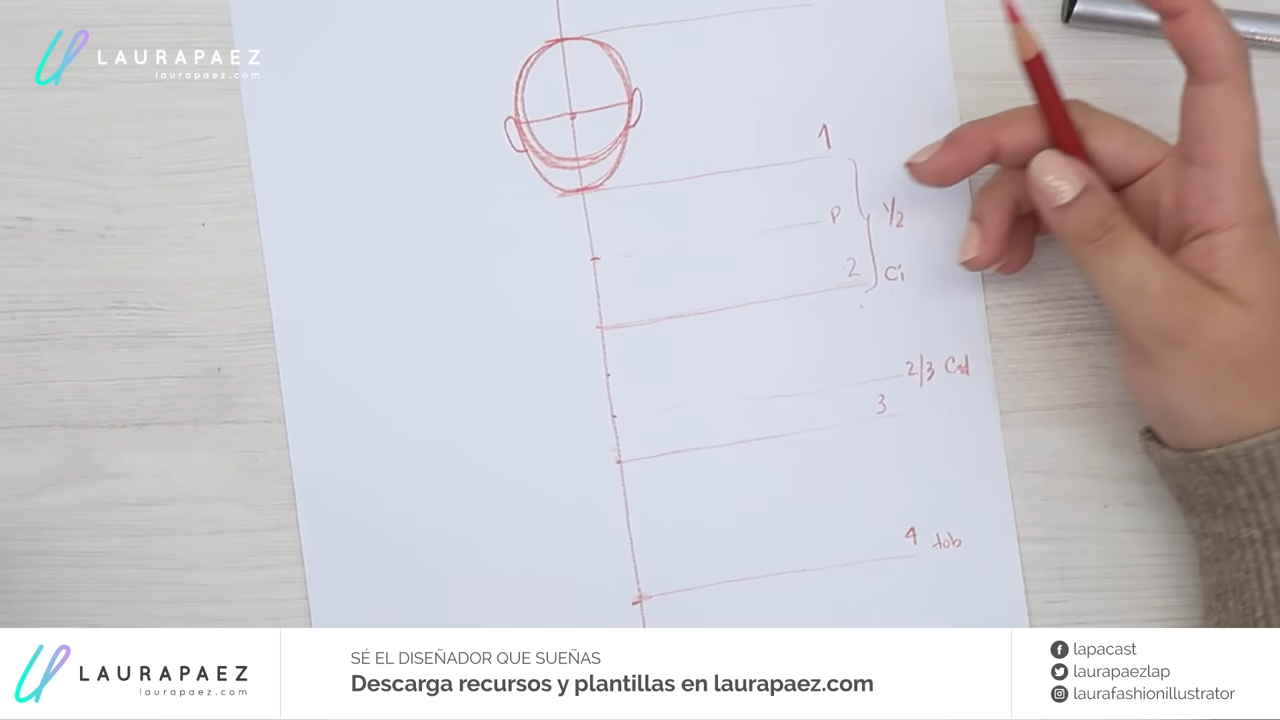 LAURAPAEZ
laurapaez.com
1
P
1/2
2
Ci
2/3 Cad
3
4 tob
LAURAPAEZ
laurapaez.com
SÉ EL DISEÑADOR QUE SUEÑAS
Descarga recursos y plantillas en laurapaez.com
lapacast
laurapaezlap
laurafashionillustrator